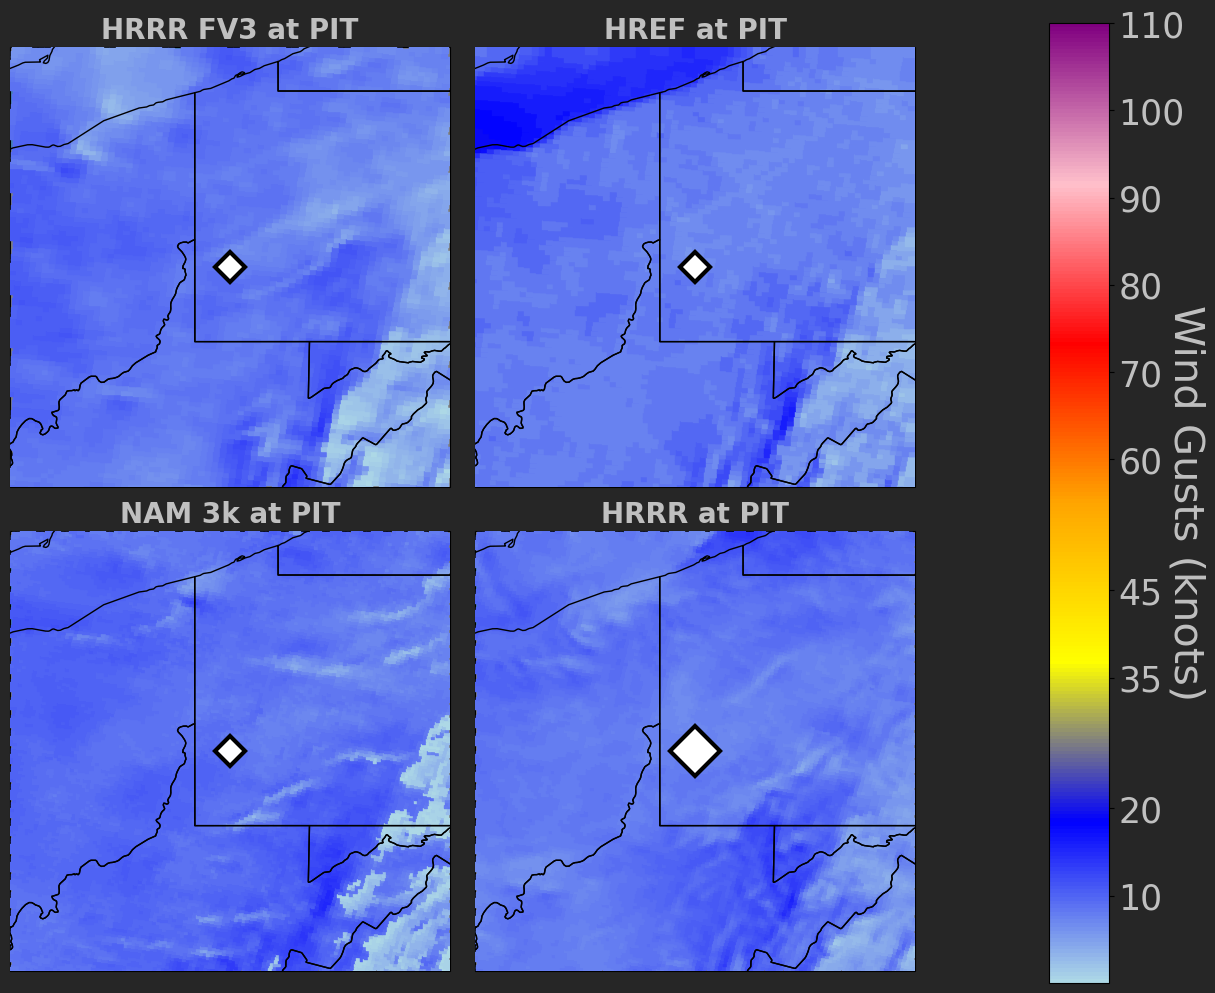 HRRR FV3 at PIT
HREF at PIT
NAM 3k at PIT
HRRR at PIT
110
100
90
80
70
60
45
35
20
10
Wind Gusts (knots)